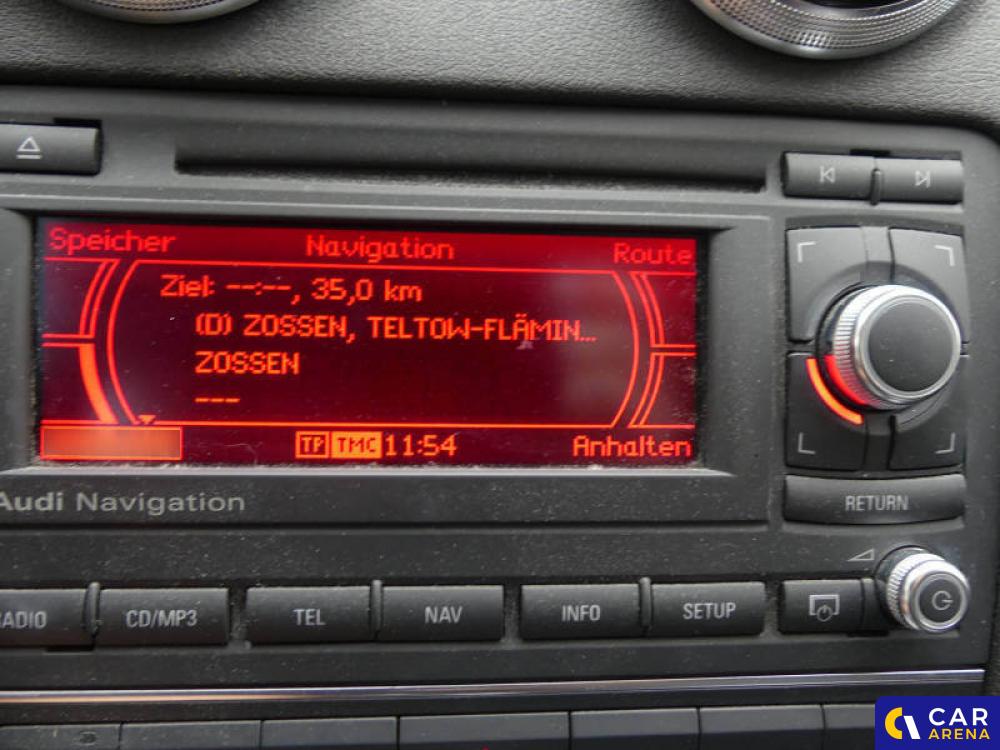 Speicher Navigation Route
Ziel: --:--, 35,0 km
(D) ZOSSEN, TELTOW-FLÄMIN...
ZOSSEN
---
TP TMC 11:54 Anhalten
Audi Navigation
RETURN
RADIO CD/MP3 TEL NAV INFO SETUP
CAR
ARENA